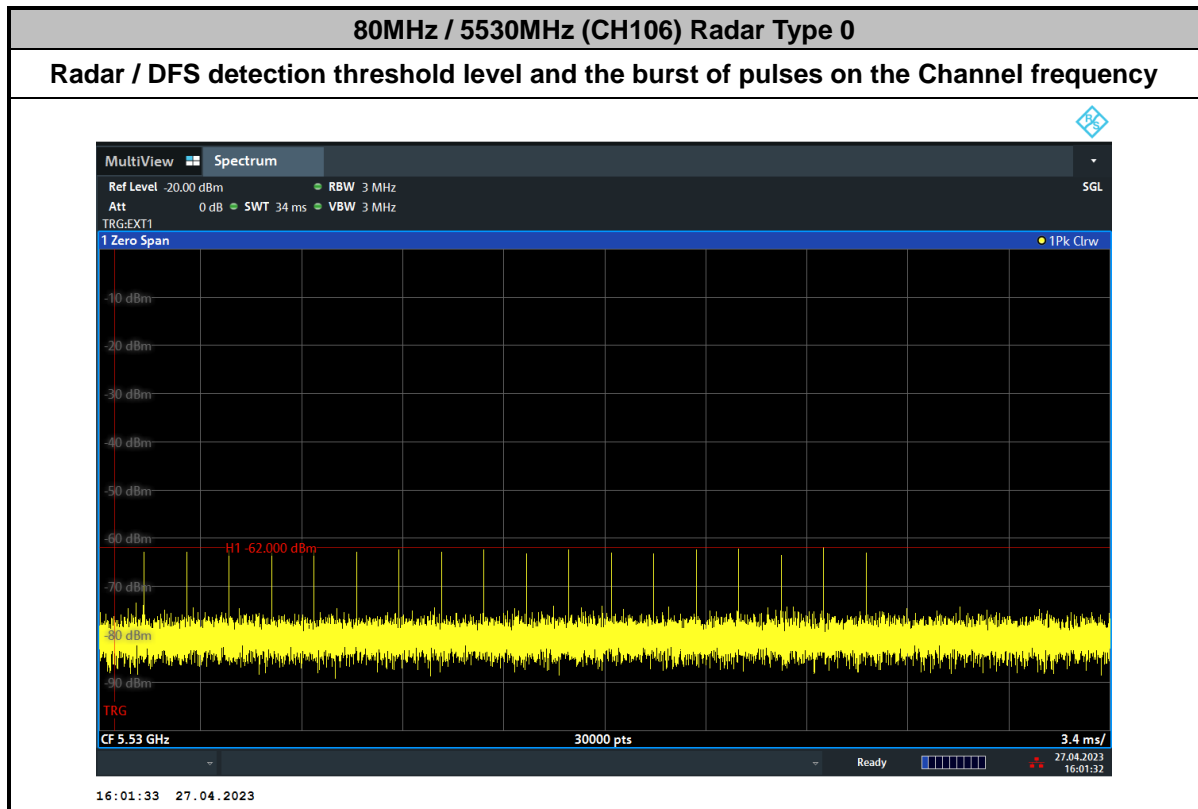 80MHz / 5530MHz (CH106) Radar Type 0
Radar / DFS detection threshold level and the burst of pulses on the Channel frequency
R&S
MultiView Spectrum
Ref Level -20.00 dBm RBW 3 MHz SGL
Att 0 dB SWT 34 ms VBW 3 MHz
TRG:EXT1
1 Zero Span 1Pk Clrw
-10 dBm
-20 dBm
-30 dBm
-40 dBm
-50 dBm
-60 dBm
H1 -62.000 dBm
-70 dBm
-80 dBm
-90 dBm
TRG
CF 5.53 GHz 30000 pts 3.4 ms/
Ready 27.04.2023
16:01:32
16:01:33 27.04.2023